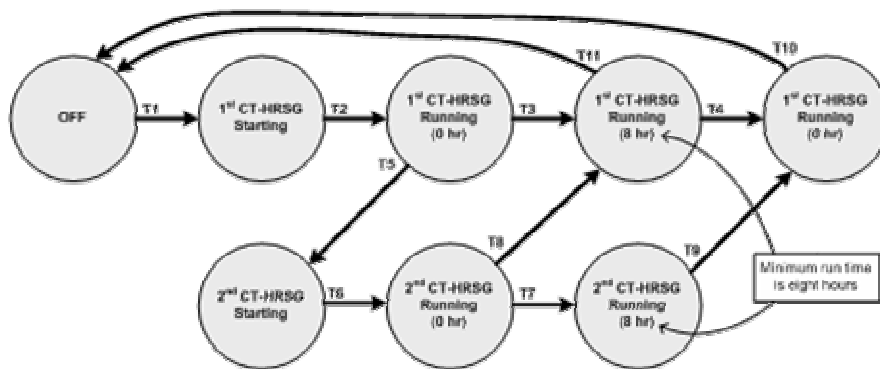 T10
T11
OFF
T1
1st CT-HRSG
Starting
T2
1st CT-HRSG
Running
(0 hr)
T3
1st CT-HRSG
Running
(8 hr)
T4
1st CT-HRSG
Running
(0 hr)
T5
T8
T9
2nd CT-HRSG
Starting
T6
2nd CT-HRSG
Running
(0 hr)
T7
2nd CT-HRSG
Running
(8 hr)
Minimum run time
is eight hours